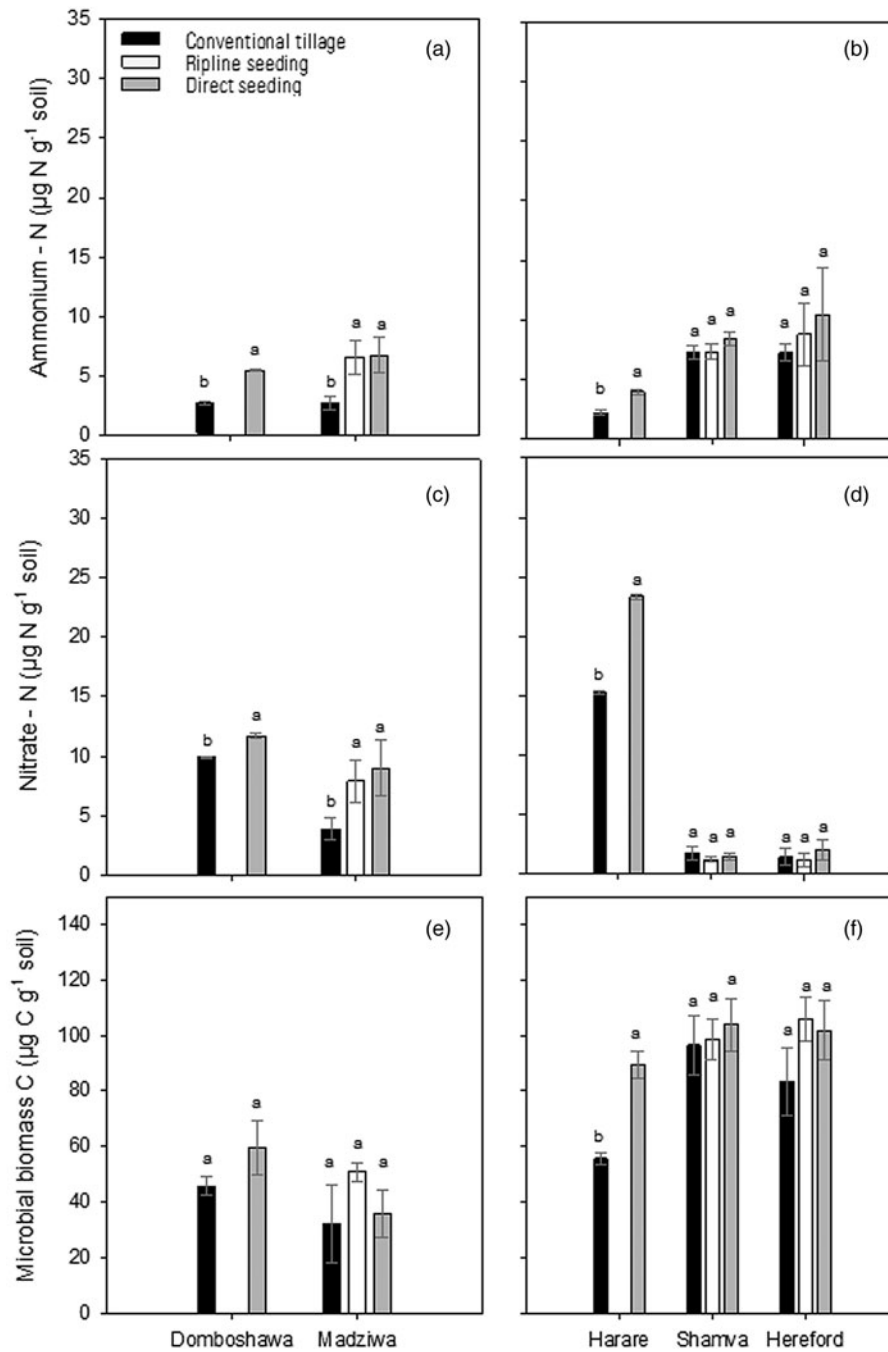 35
30
25
20
15
10
5
0
Ammonium - N (µg N g⁻¹ soil)
Conventional tillage
Ripline seeding
Direct seeding
(a)
b
a
b
a
a
(b)
b
a
a
a
a
a
a
a
35
30
25
20
15
10
5
0
Nitrate - N (µg N g⁻¹ soil)
(c)
b
a
b
a
a
(d)
b
a
a
a
a
a
a
a
140
120
100
80
60
40
20
0
Microbial biomass C (µg C g⁻¹ soil)
(e)
a
a
a
a
a
(f)
b
a
a
a
a
a
a
a
Domboshawa Madziwa
Harare Shamva Hereford